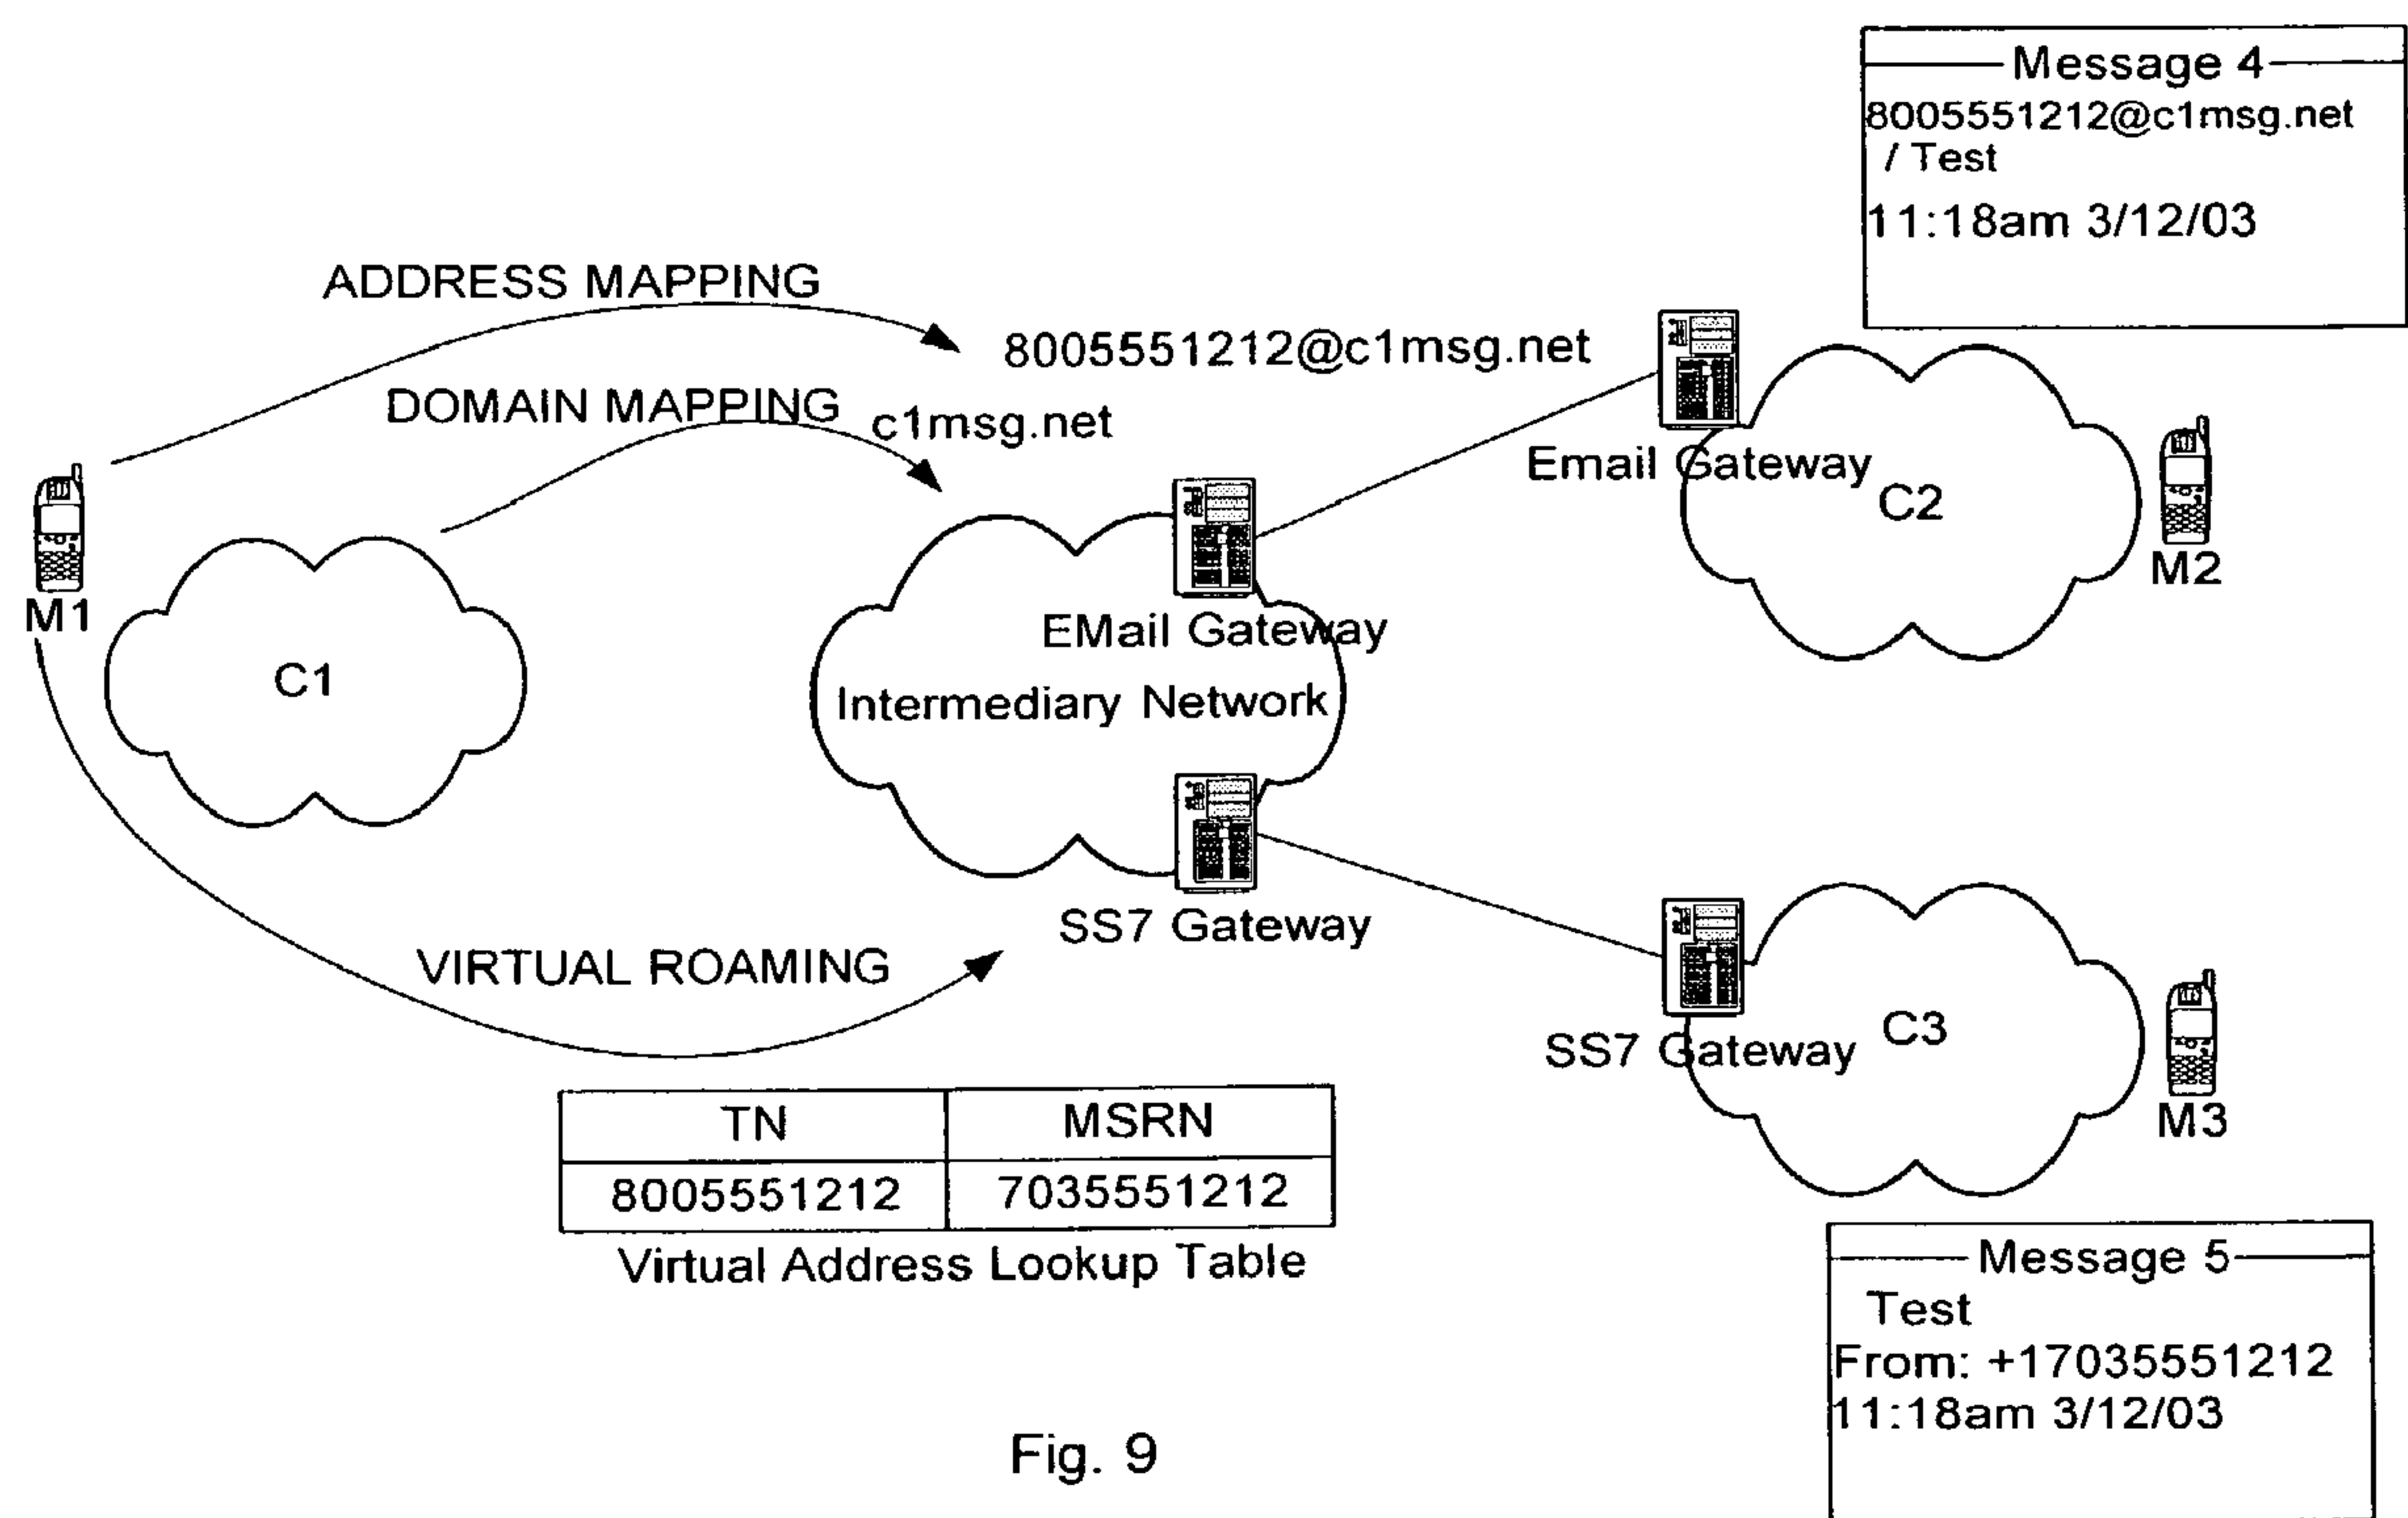 Message 4
8005551212@c1msg.net
/ Test
11:18am 3/12/03
ADDRESS MAPPING
8005551212@c1msg.net
DOMAIN MAPPING
c1msg.net
Email Gateway
C2
M2
M1
C1
EMail Gateway
Intermediary Network
SS7 Gateway
VIRTUAL ROAMING
SS7 Gateway
C3
M3
TN MSRN
8005551212 7035551212
Virtual Address Lookup Table
Message 5
Test
From: +17035551212
11:18am 3/12/03
Fig. 9